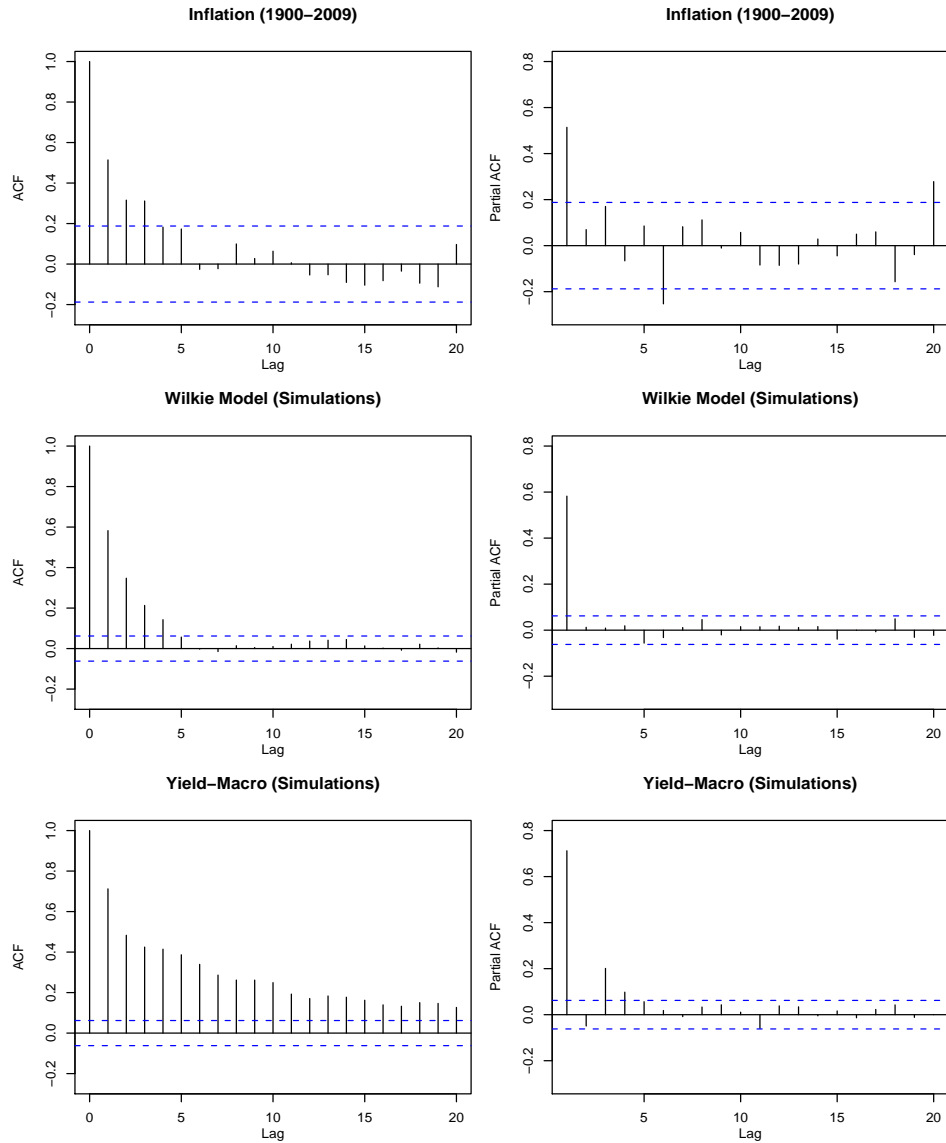 Inflation (1900−2009)
ACF
1.0
0.8
0.6
0.4
0.2
0.0
−0.2
0 5 10 15 20
Lag
Inflation (1900−2009)
Partial ACF
0.8
0.6
0.4
0.2
0.0
−0.2
5 10 15 20
Lag
Wilkie Model (Simulations)
ACF
1.0
0.8
0.6
0.4
0.2
0.0
−0.2
0 5 10 15 20
Lag
Wilkie Model (Simulations)
Partial ACF
0.8
0.6
0.4
0.2
0.0
−0.2
5 10 15 20
Lag
Yield−Macro (Simulations)
ACF
1.0
0.8
0.6
0.4
0.2
0.0
−0.2
0 5 10 15 20
Lag
Yield−Macro (Simulations)
Partial ACF
0.8
0.6
0.4
0.2
0.0
−0.2
5 10 15 20
Lag